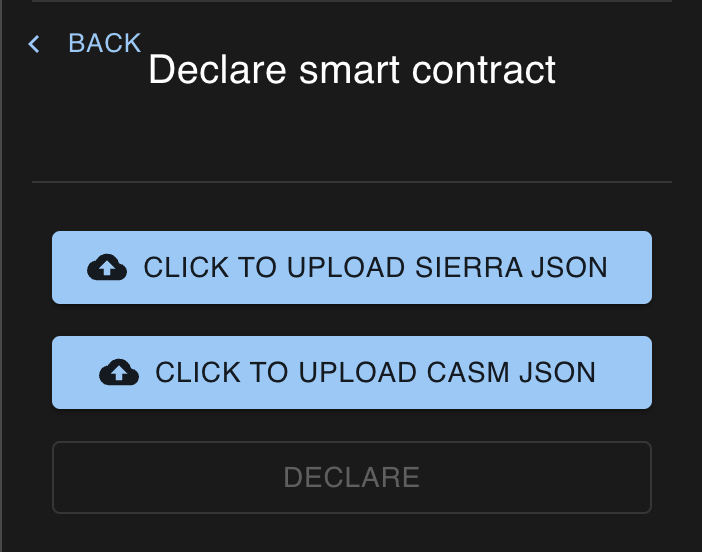 BACK
Declare smart contract
CLICK TO UPLOAD SIERRA JSON
CLICK TO UPLOAD CASM JSON
DECLARE